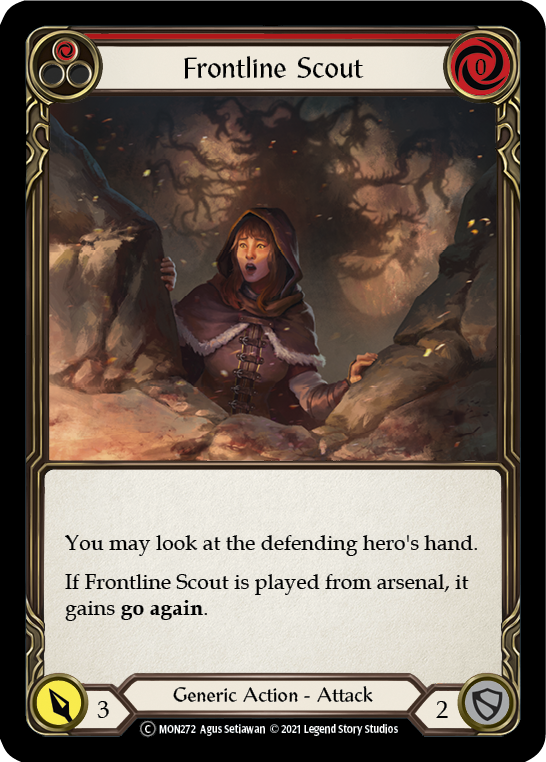 Frontline Scout
0
You may look at the defending hero's hand.
If Frontline Scout is played from arsenal, it
gains go again.
3
Generic Action - Attack
2
C MON272 Agus Setiawan © 2021 Legend Story Studios